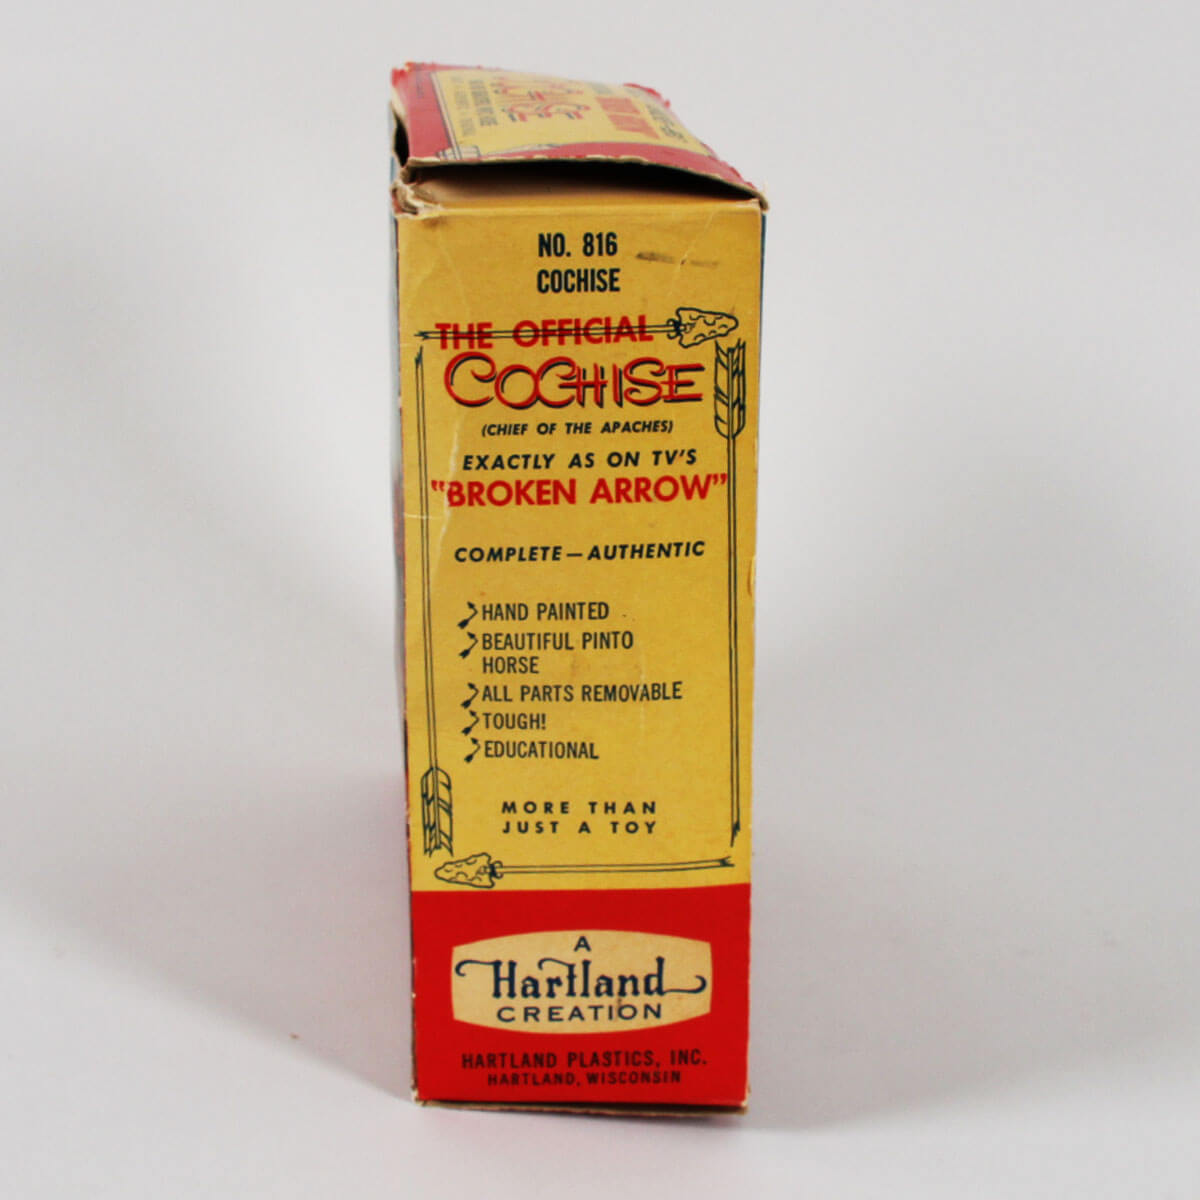 NO. 816
COCHISE
THE OFFICIAL
COCHISE
(CHIEF OF THE APACHES)
EXACTLY AS ON TV'S
"BROKEN ARROW"
COMPLETE — AUTHENTIC
HAND PAINTED
BEAUTIFUL PINTO
HORSE
ALL PARTS REMOVABLE
TOUGH!
EDUCATIONAL
MORE THAN
JUST A TOY
A
Hartland
CREATION
HARTLAND PLASTICS, INC.
HARTLAND, WISCONSIN